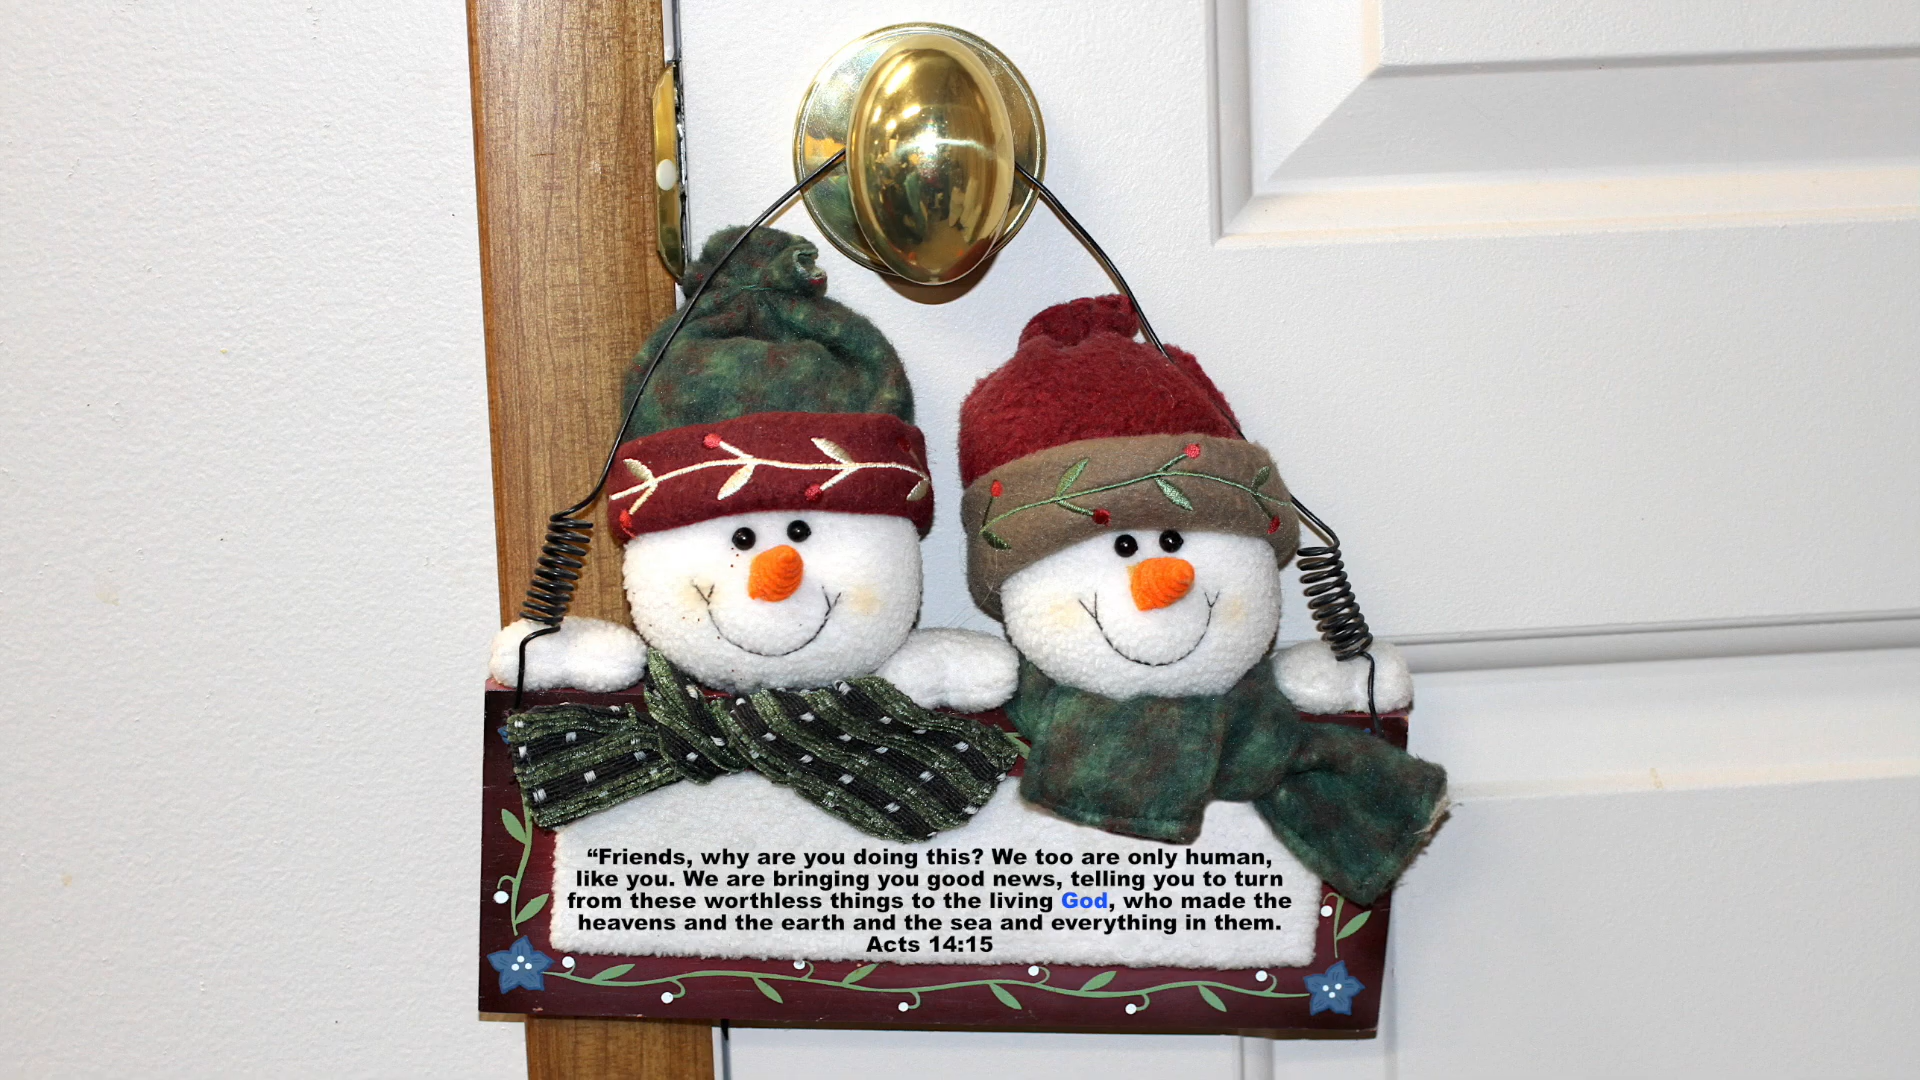 “Friends, why are you doing this? We too are only human,
like you. We are bringing you good news, telling you to turn
from these worthless things to the living God, who made the
heavens and the earth and the sea and everything in them.
Acts 14:15